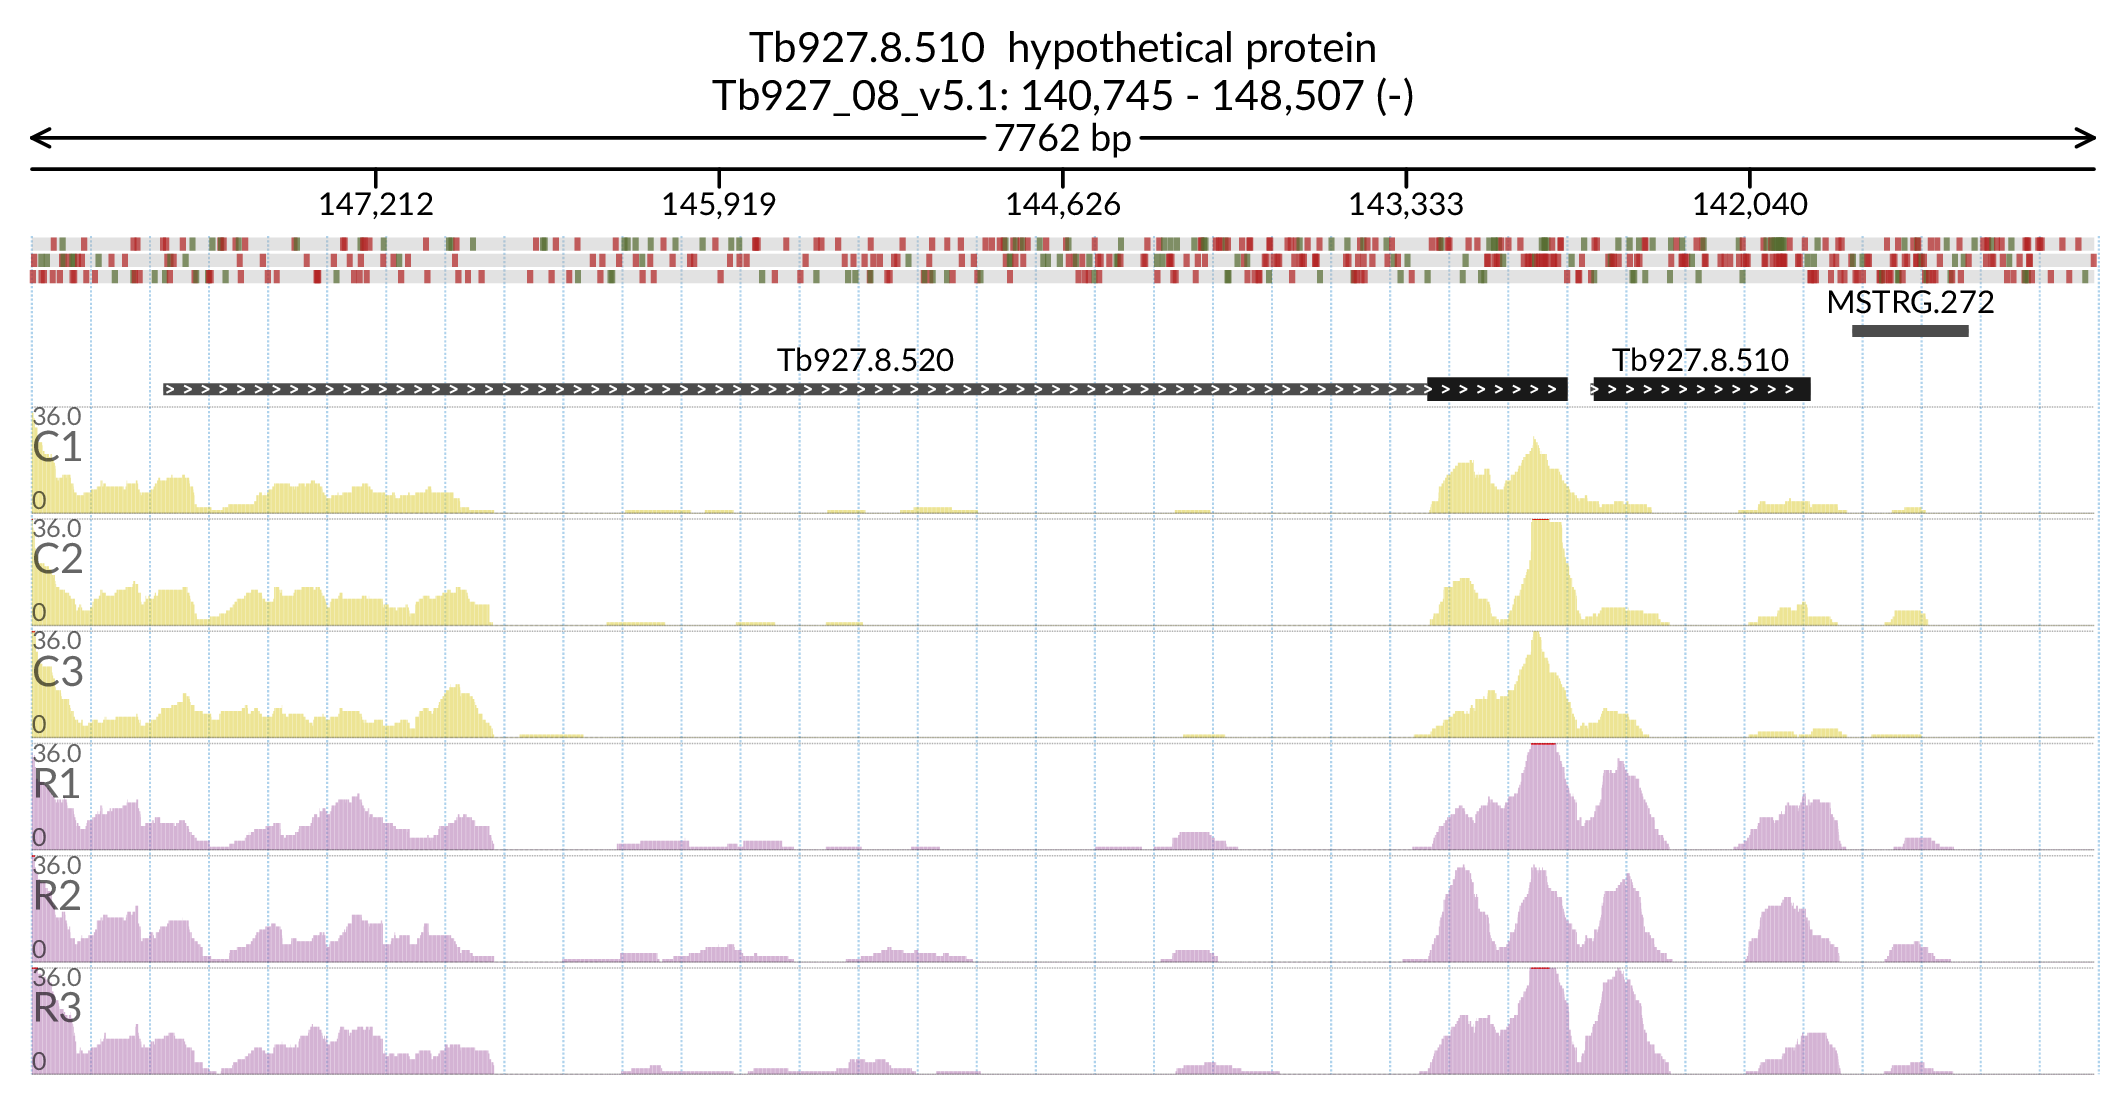 Tb927.8.510  hypothetical protein
Tb927_08_v5.1: 140,745 - 148,507 (-)
7762 bp
147,212 145,919 144,626 143,333 142,040
MSTRG.272
Tb927.8.520 Tb927.8.510
36.0
C1
0
36.0
C2
0
36.0
C3
0
36.0
R1
0
36.0
R2
0
36.0
R3
0